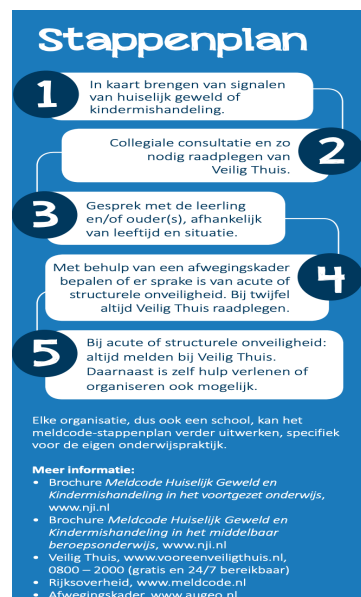 Stappenplan
1
In kaart brengen van signalen
van huiselijk geweld of
kindermishandeling.
Collegiale consultatie en zo
nodig raadplegen van
Veilig Thuis.
2
3
Gesprek met de leerling
en/of ouder(s), afhankelijk
van leeftijd en situatie.
Met behulp van een afwegingskader
bepalen of er sprake is van acute of
structurele onveiligheid. Bij twijfel
altijd Veilig Thuis raadplegen.
4
5
Bij acute of structurele onveiligheid:
altijd melden bij Veilig Thuis.
Daarnaast is zelf hulp verlenen of
organiseren ook mogelijk.
Elke organisatie, dus ook een school, kan het
meldcode-stappenplan verder uitwerken, specifiek
voor de eigen onderwijspraktijk.
Meer informatie:
• Brochure Meldcode Huiselijk Geweld en
Kindermishandeling in het voortgezet onderwijs,
www.nji.nl
• Brochure Meldcode Huiselijk Geweld en
Kindermishandeling in het middelbaar
beroepsonderwijs, www.nji.nl
• Veilig Thuis, www.vooreenveiligthuis.nl,
0800 – 2000 (gratis en 24/7 bereikbaar)
• Rijksoverheid, www.meldcode.nl
• Afwegingskader, www.augeo.nl